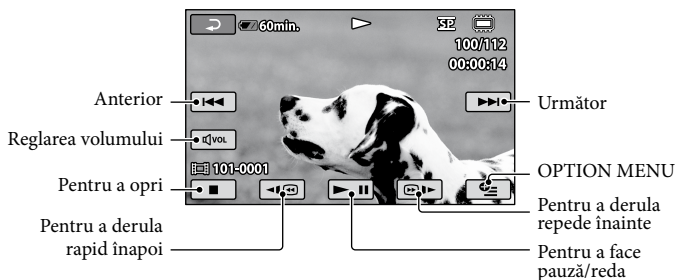 60min.
SP
100/112
00:00:14
Anterior
Următor
VOL
Reglarea volumului
101-0001
Pentru a opri
OPTION MENU
Pentru a derula
rapid înapoi
Pentru a derula
repede înainte
Pentru a face
pauză/reda